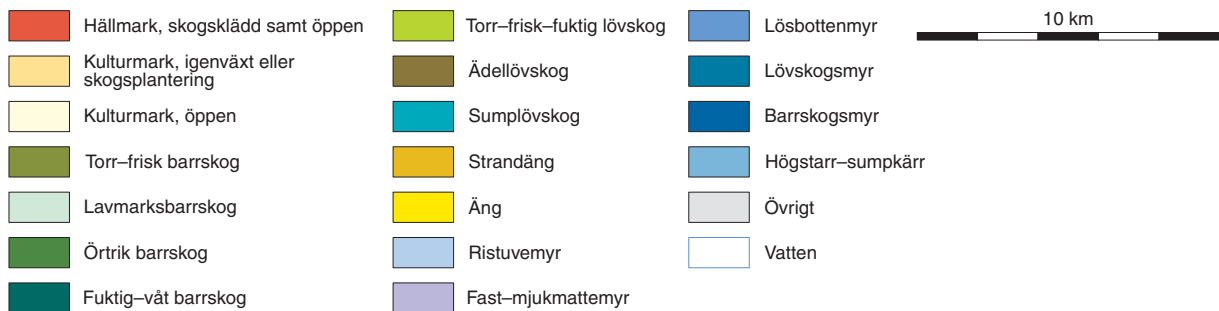 Hällmark, skogsklädd samt öppen
Kulturmark, igenväxt eller
skogsplantering
Kulturmark, öppen
Torr–frisk barrskog
Lavmarksbarrskog
Örtrik barrskog
Fuktig–våt barrskog
Torr–frisk–fuktig lövskog
Ädellövskog
Sumplövskog
Strandäng
Äng
Ristuvemyr
Fast–mjukmattemyr
Lösbottenmyr
Lövskogsmyr
Barrskogsmyr
Högstarr–sumpkärr
Övrigt
Vatten
10 km